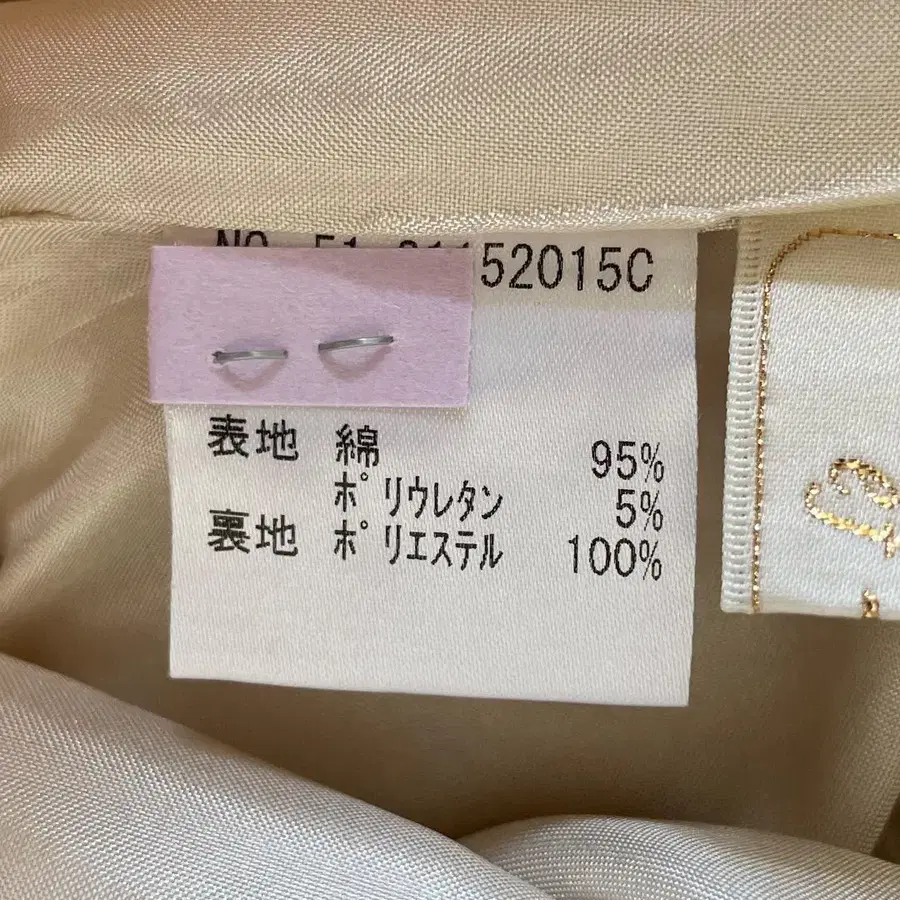 52015C
表地 綿 95%
ポリウレタン 5%
裏地 ポリエステル 100%